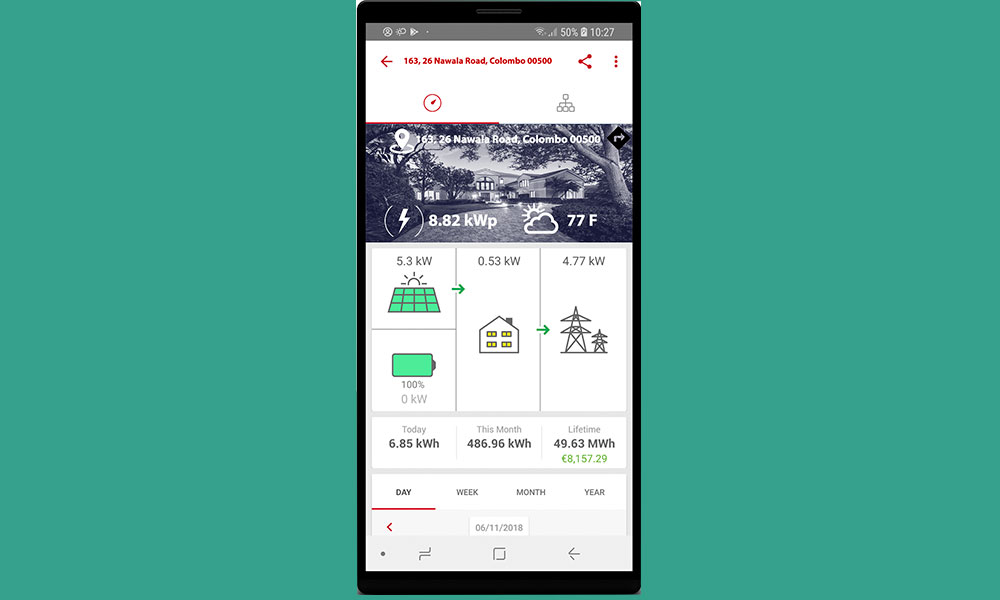 50% 10:27
163, 26 Nawala Road, Colombo 00500
163, 26 Nawala Road, Colombo 00500
8.82 kWp 77 F
5.3 kW 0.53 kW 4.77 kW
100%
0 kW
Today This Month Lifetime
6.85 kWh 486.96 kWh 49.63 MWh
€8,157.29
DAY WEEK MONTH YEAR
06/11/2018